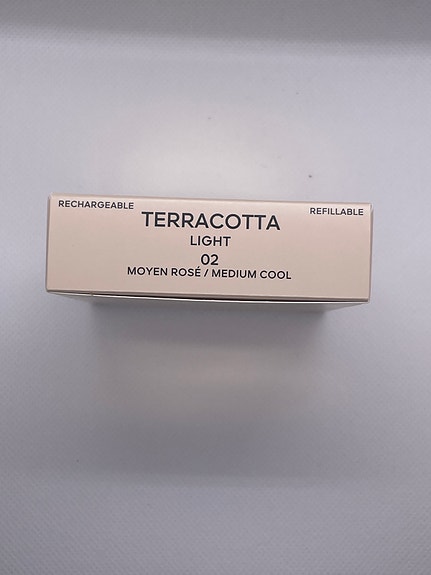 RECHARGEABLE
REFILLABLE
TERRACOTTA
LIGHT
02
MOYEN ROSÉ / MEDIUM COOL